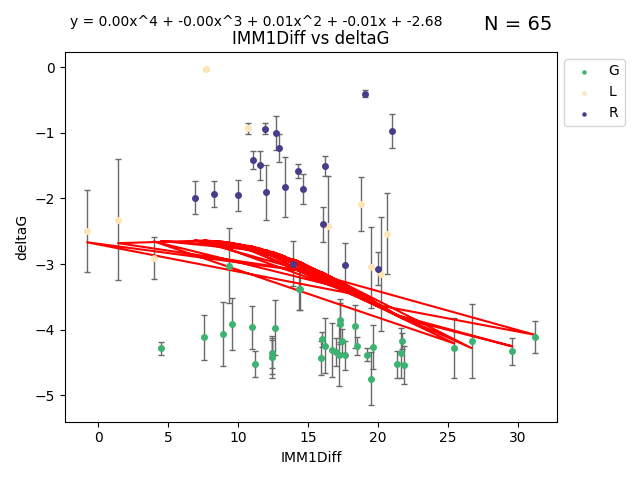 y = 0.00x^4 + -0.00x^3 + 0.01x^2 + -0.01x + -2.68
N = 65
IMM1Diff vs deltaG
G
L
R
deltaG
0
−1
−2
−3
−4
−5
0 5 10 15 20 25 30
IMM1Diff